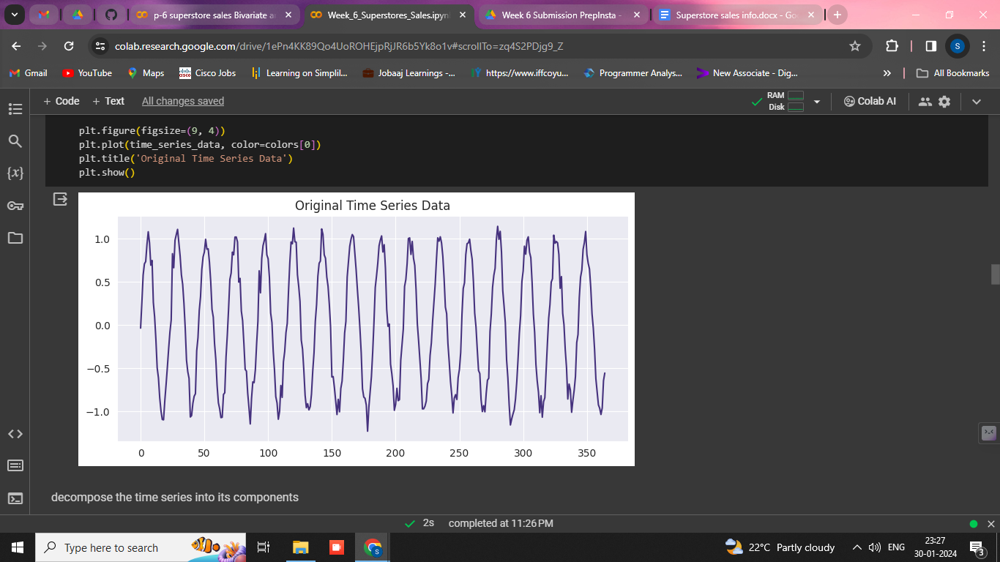 p-6 superstore sales Bivariate a
Week_6_Superstores_Sales.ipyn
Week 6 Submission PrepInsta -
Superstore sales info.docx - Go
colab.research.google.com/drive/1ePn4KK89Qo4UoROHEjpRjJR6b5Yk8o1v#scrollTo=zq4S2PDjg9_Z
S
Gmail
YouTube
Maps
Cisco Jobs
Learning on Simplil...
Jobaaj Learnings -...
https://www.iffcoyu...
Programmer Analys...
New Associate - Dig...
All Bookmarks
+ Code
+ Text
All changes saved
RAM
Disk
Colab AI
plt.figure(figsize=(9, 4))
plt.plot(time_series_data, color=colors[0])
plt.title('Original Time Series Data')
plt.show()
Original Time Series Data
1.0
0.5
0.0
−0.5
−1.0
0 50 100 150 200 250 300 350
decompose the time series into its components
2s completed at 11:26 PM
Type here to search
S
22°C Partly cloudy
ENG
23:27
30-01-2024
3